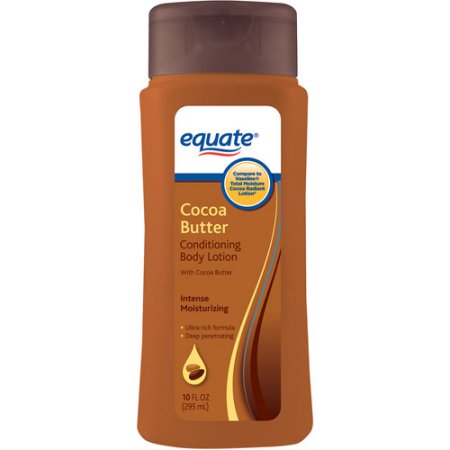 equate®
Compare to
Vaseline®
Total Moisture
Cocoa Radiant
Lotion*
Cocoa
Butter
Conditioning
Body Lotion
With Cocoa Butter
Intense
Moisturizing
• Ultra rich formula
• Deep penetrating
10 FL OZ
(295 mL)